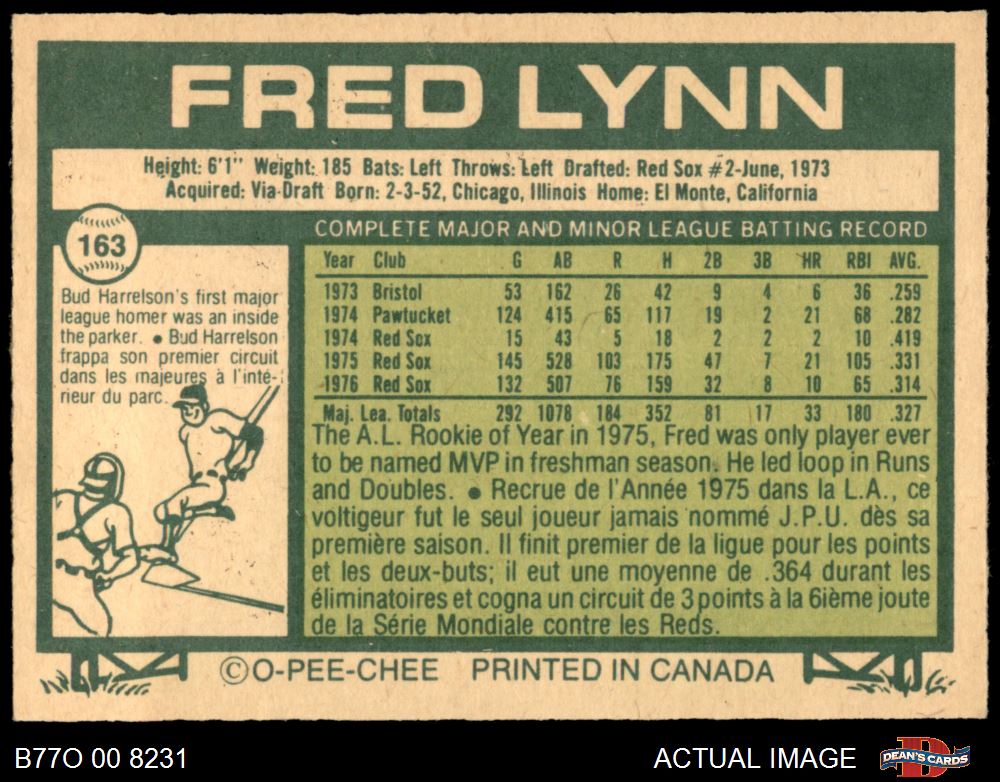 FRED LYNN
Height: 6'1" Weight: 185 Bats: Left Throws: Left Drafted: Red Sox #2-June, 1973
Acquired: Via Draft Born: 2-3-52, Chicago, Illinois Home: El Monte, California
163
Bud Harrelson's first major
league homer was an inside
the parker. ● Bud Harrelson
frappa son premier circuit
dans les majeures à l'inté-
rieur du parc.
COMPLETE MAJOR AND MINOR LEAGUE BATTING RECORD
Year Club G AB R H 2B 3B HR RBI AVG.
1973 Bristol 53 162 26 42 9 4 6 36 .259
1974 Pawtucket 124 415 65 117 19 2 21 68 .282
1974 Red Sox 15 43 5 18 2 2 2 10 .419
1975 Red Sox 145 528 103 175 47 7 21 105 .331
1976 Red Sox 132 507 76 159 32 8 10 65 .314
Maj. Lea. Totals 292 1078 184 352 81 17 33 180 .327
The A.L. Rookie of Year in 1975, Fred was only player ever
to be named MVP in freshman season. He led loop in Runs
and Doubles. ● Recrue de l'Année 1975 dans la L.A., ce
voltigeur fut le seul joueur jamais nommé J.P.U. dès sa
première saison. Il finit premier de la ligue pour les points
et les deux-buts; il eut une moyenne de .364 durant les
éliminatoires et cogna un circuit de 3 points à la 6ième joute
de la Série Mondiale contre les Reds.
©O-PEE-CHEE PRINTED IN CANADA
B77O 00 8231
ACTUAL IMAGE
DEAN'S CARDS